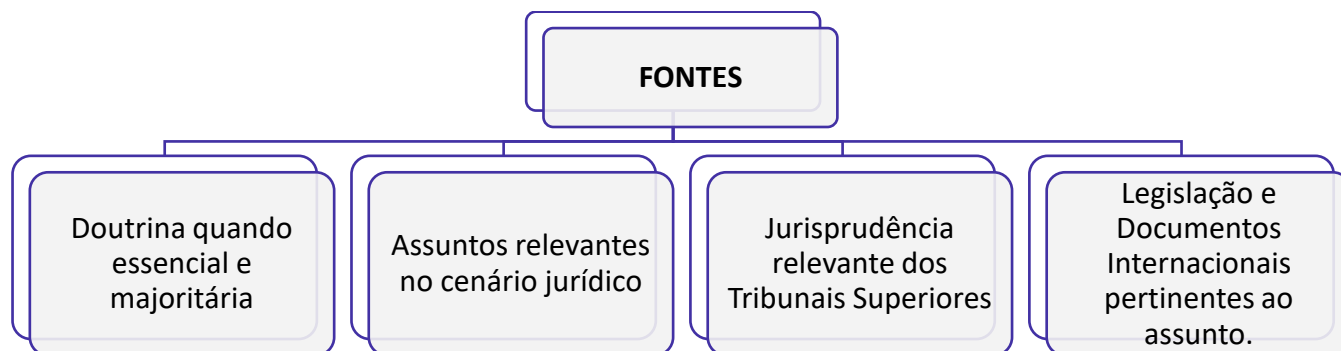 FONTES
Doutrina quando
essencial e
majoritária
Assuntos relevantes
no cenário jurídico
Jurisprudência
relevante dos
Tribunais Superiores
Legislação e
Documentos
Internacionais
pertinentes ao
assunto.